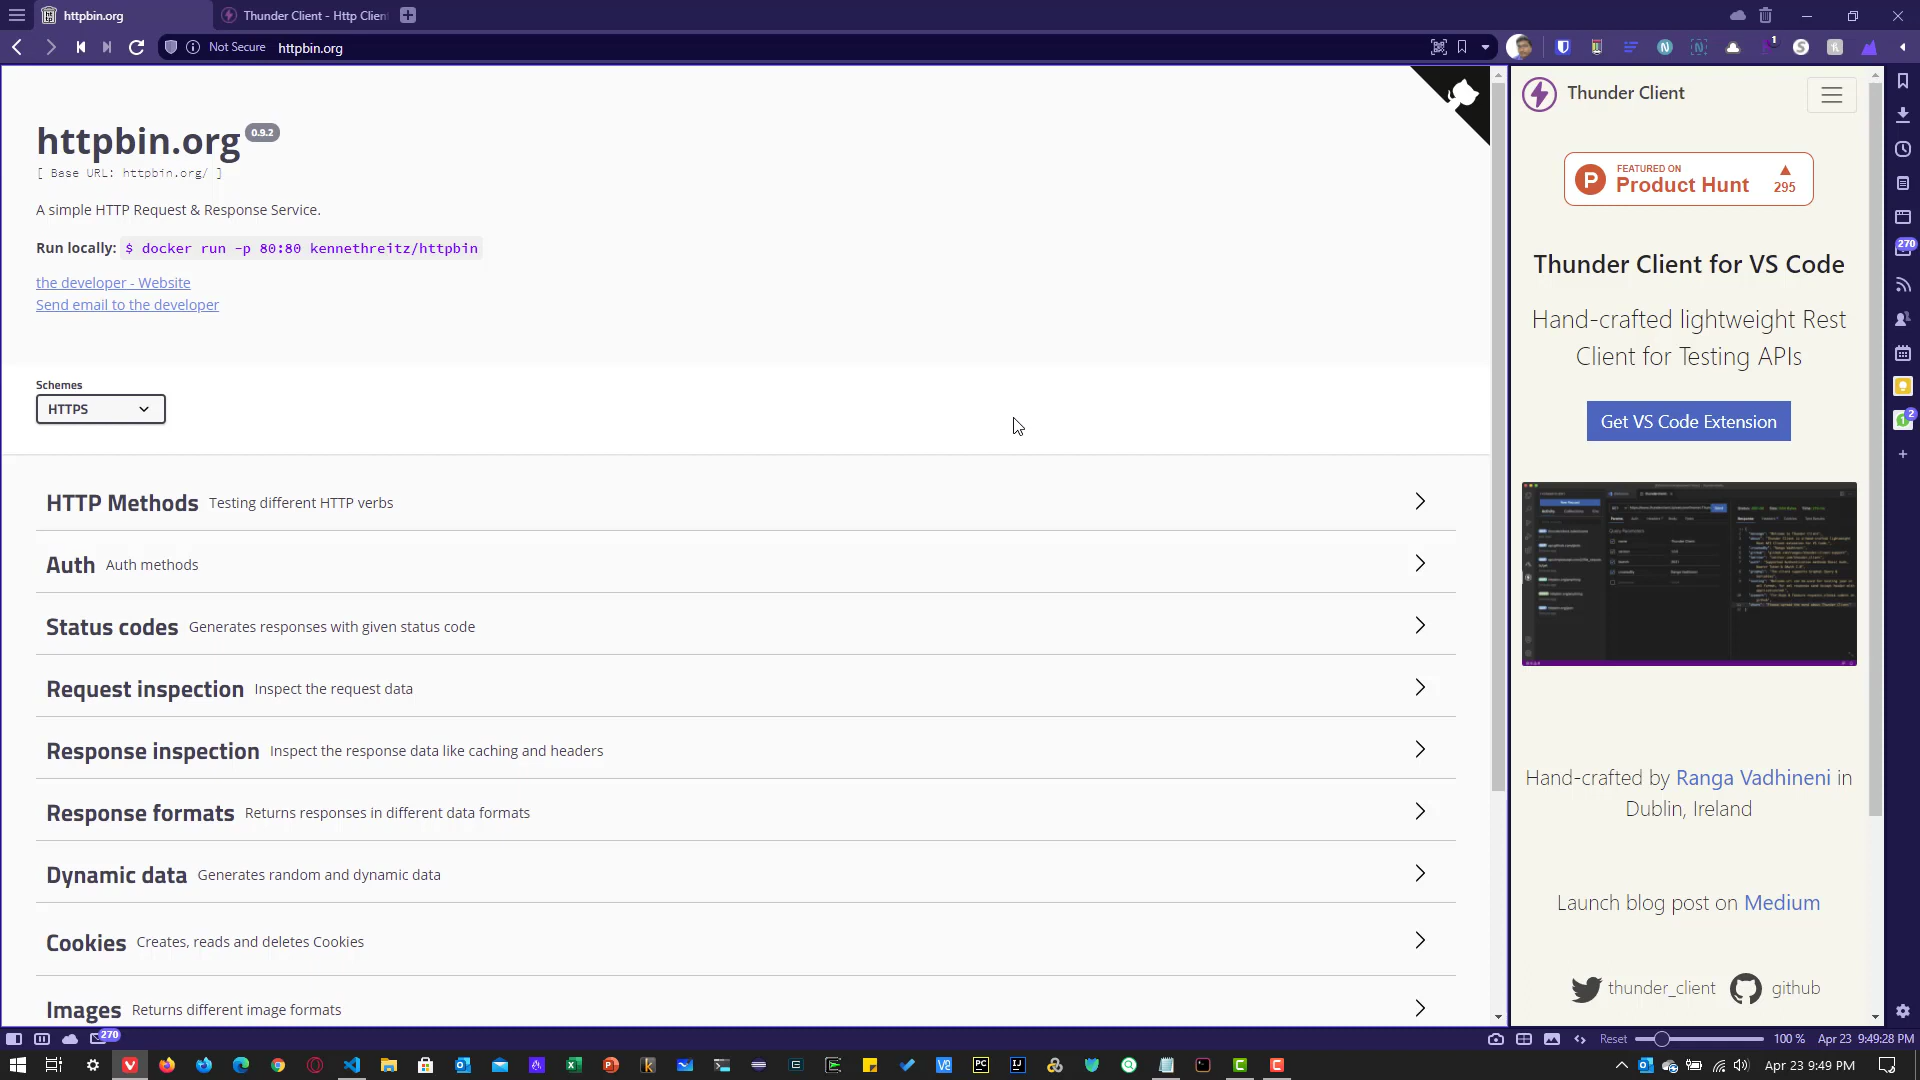 httpbin.org
Thunder Client - Http Clien
Not Secure
httpbin.org
1
httpbin.org 0.9.2
[ Base URL: httpbin.org/ ]
A simple HTTP Request & Response Service.
Run locally: $ docker run -p 80:80 kennethreitz/httpbin
the developer - Website
Send email to the developer
Schemes
HTTPS
HTTP Methods Testing different HTTP verbs
Auth Auth methods
Status codes Generates responses with given status code
Request inspection Inspect the request data
Response inspection Inspect the response data like caching and headers
Response formats Returns responses in different data formats
Dynamic data Generates random and dynamic data
Cookies Creates, reads and deletes Cookies
Images Returns different image formats
Thunder Client
FEATURED ON
Product Hunt
295
Thunder Client for VS Code
Hand-crafted lightweight Rest
Client for Testing APIs
Get VS Code Extension
Hand-crafted by Ranga Vadhineni in
Dublin, Ireland
Launch blog post on Medium
thunder_client
github
270
2
270
Reset
100 %
Apr 23 9:49:28 PM
Apr 23 9:49 PM